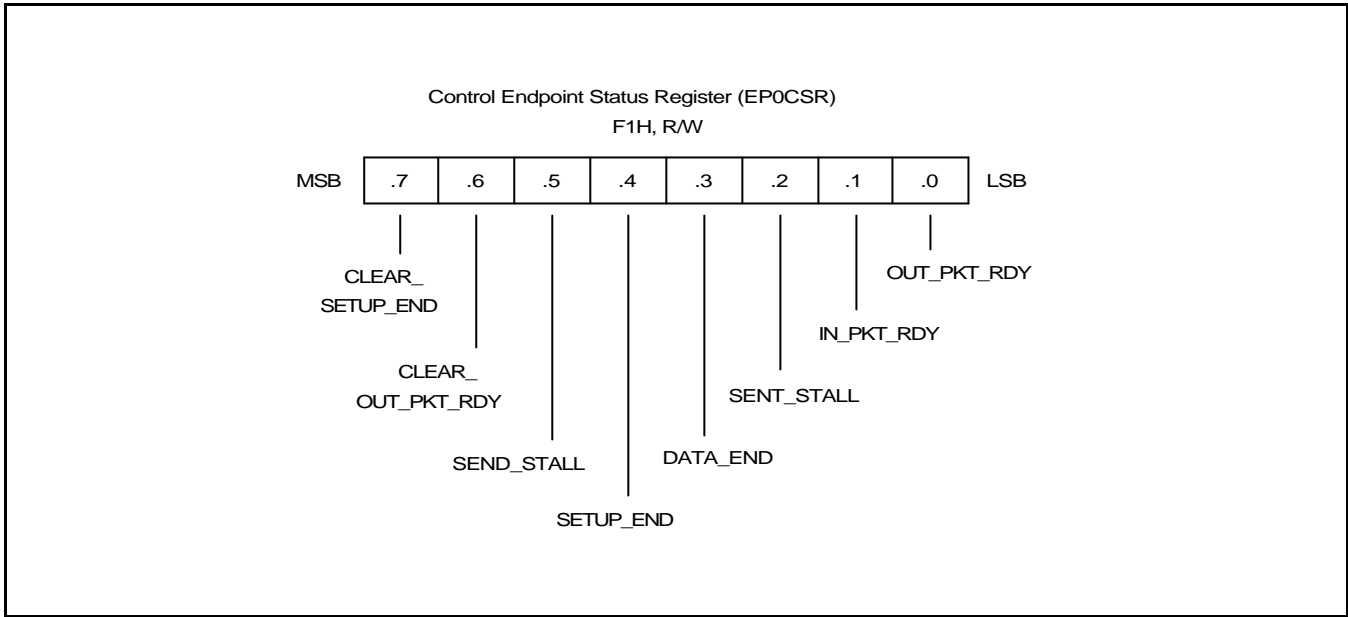 Control Endpoint Status Register (EP0CSR)
F1H, R/W
MSB .7 .6 .5 .4 .3 .2 .1 .0 LSB
CLEAR_
SETUP_END
OUT_PKT_RDY
IN_PKT_RDY
CLEAR_
OUT_PKT_RDY
SENT_STALL
SEND_STALL
DATA_END
SETUP_END